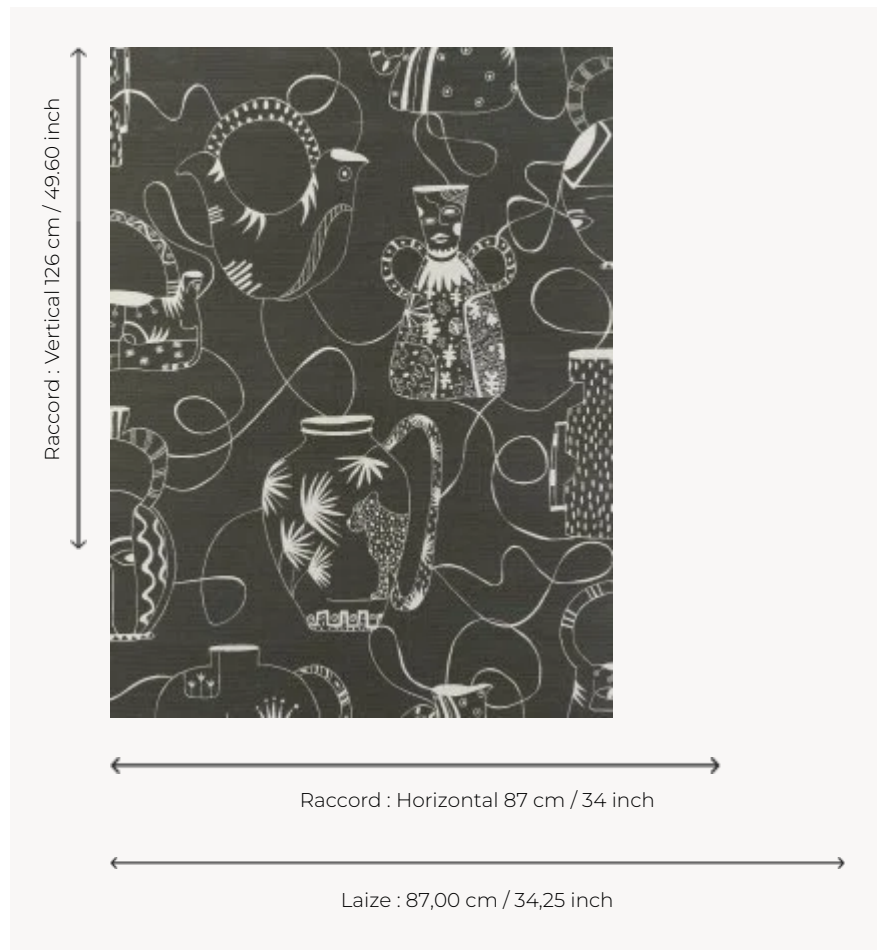 Raccord : Vertical 126 cm / 49.60 inch
Raccord : Horizontal 87 cm / 34 inch
Laize : 87,00 cm / 34,25 inch